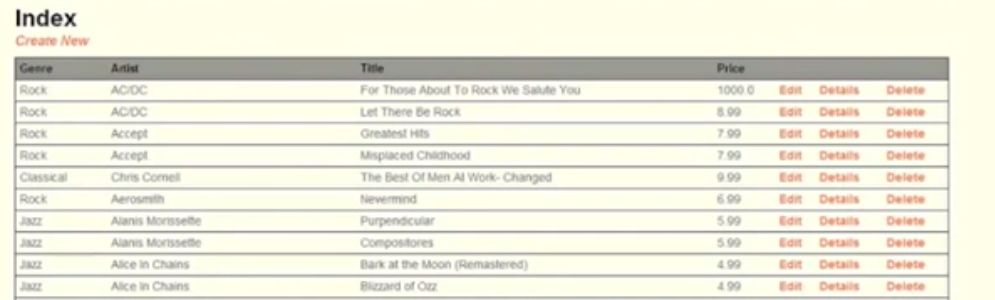 Index
Create New
Genre Artist Title Price
Rock AC/DC For Those About To Rock We Salute You 1000.0 Edit Details Delete
Rock AC/DC Let There Be Rock 8.99 Edit Details Delete
Rock Accept Greatest Hits 7.99 Edit Details Delete
Rock Accept Misplaced Childhood 7.99 Edit Details Delete
Classical Chris Cornell The Best Of Men At Work- Changed 9.99 Edit Details Delete
Rock Aerosmith Nevermind 6.99 Edit Details Delete
Jazz Alanis Morissette Purpendicular 5.99 Edit Details Delete
Jazz Alanis Morissette Compositores 5.99 Edit Details Delete
Jazz Alice In Chains Bark at the Moon (Remastered) 4.99 Edit Details Delete
Jazz Alice In Chains Blizzard of Ozz 4.99 Edit Details Delete